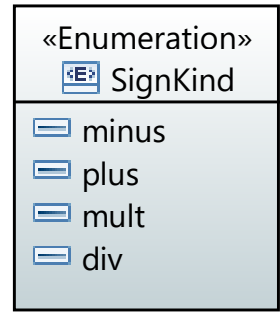 «Enumeration»
<E> SignKind
minus
plus
mult
div